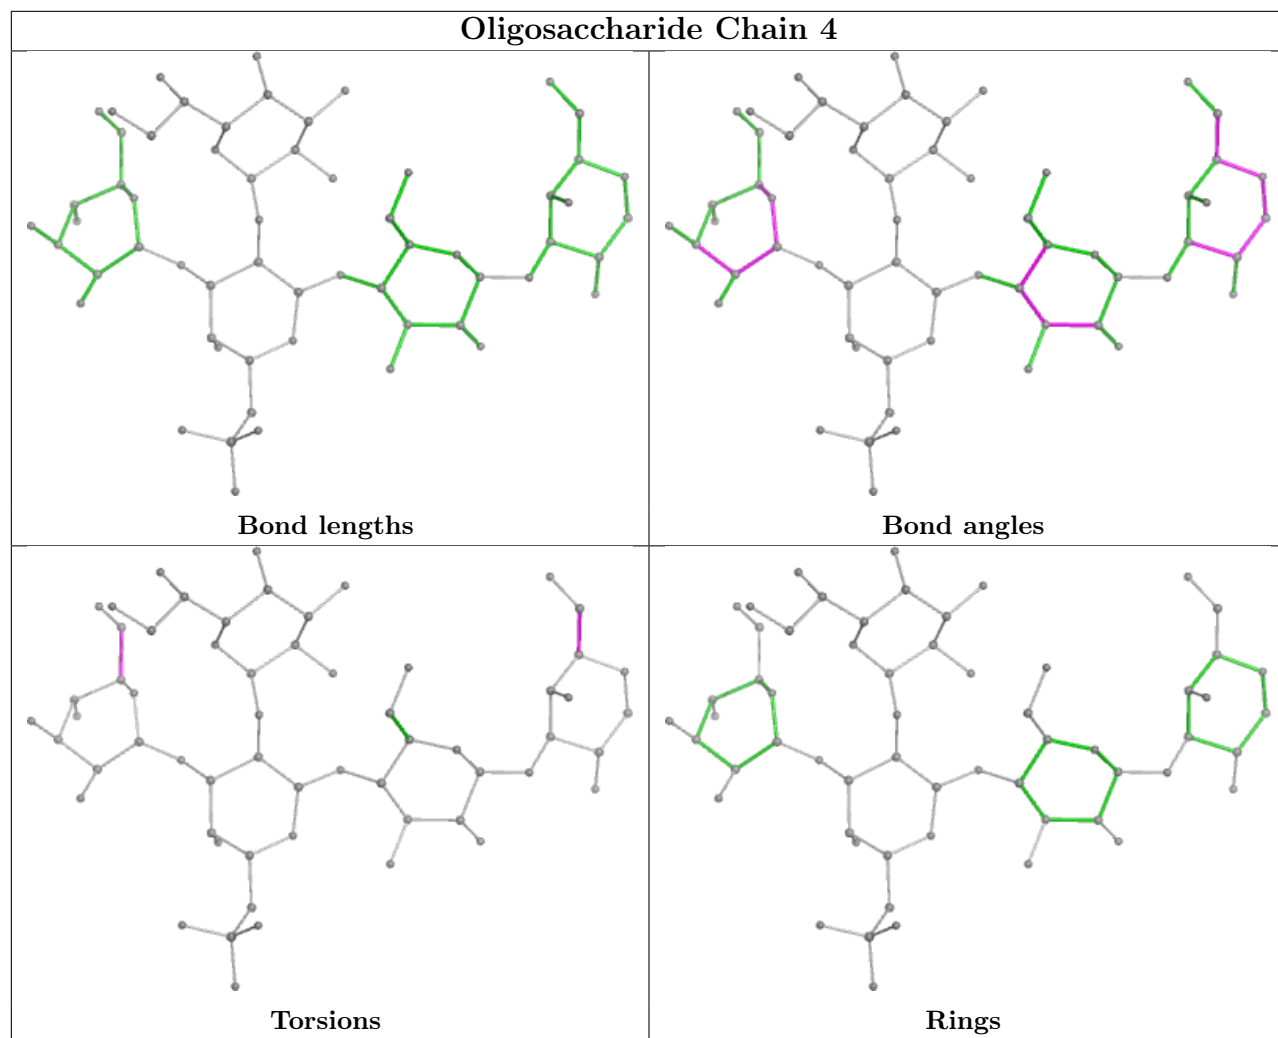 Oligosaccharide Chain 4
Bond lengths
Bond angles
Torsions
Rings